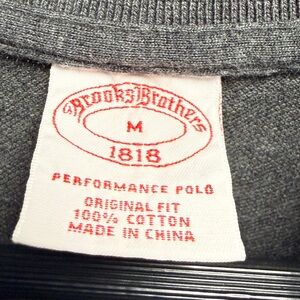 Brooks Brothers
M
1818
PERFORMANCE POLO
ORIGINAL FIT
100% COTTON
MADE IN CHINA